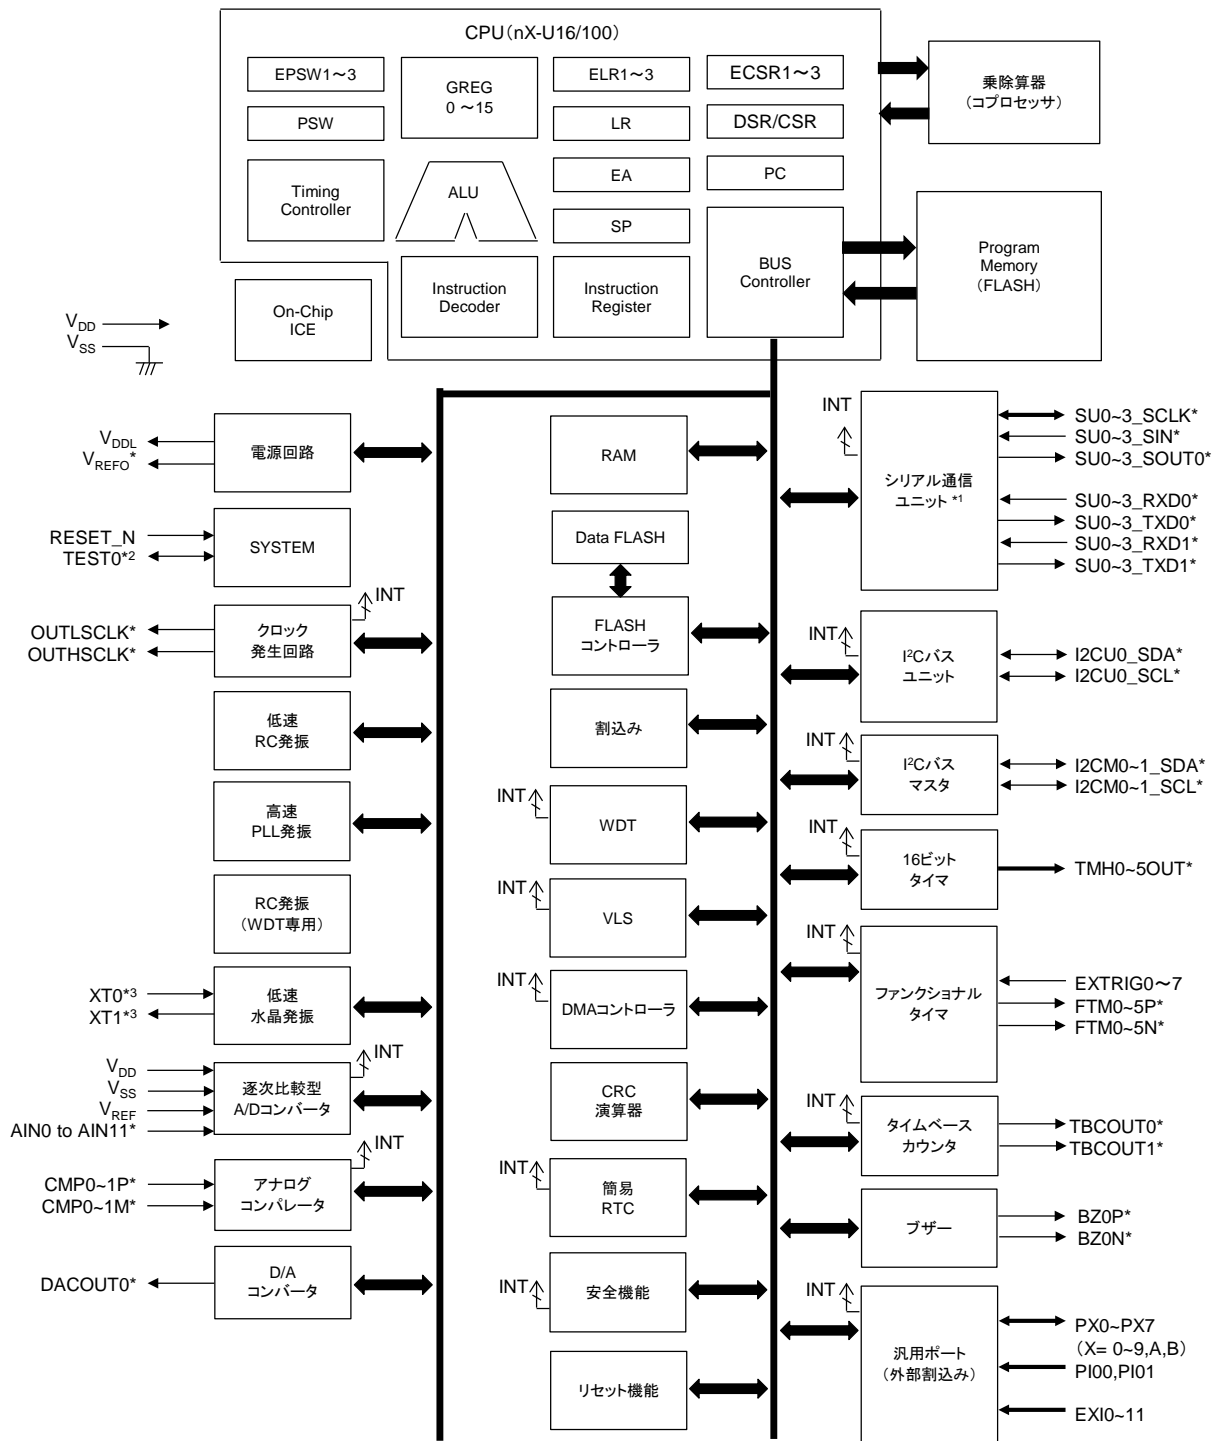 CPU（nX-U16/100）
EPSW1～3
GREG
0 ～15
ELR1～3
ECSR1～3
PSW
LR
DSR/CSR
Timing
Controller
ALU
EA
PC
SP
BUS
Controller
Instruction
Decoder
Instruction
Register
On-Chip
ICE
乗除算器
（コプロセッサ）
Program
Memory
（FLASH）
VDD
VSS
VDDL
VREFO*
電源回路
RESET_N
TEST0*2
SYSTEM
INT
OUTLSCLK*
OUTHSCLK*
クロック
発生回路
低速
RC発振
高速
PLL発振
RC発振
（WDT専用）
XT0*3
XT1*3
低速
水晶発振
INT
VDD
VSS
VREF
AIN0 to AIN11*
逐次比較型
A/Dコンバータ
INT
CMP0~1P*
CMP0~1M*
アナログ
コンパレータ
DACOUT0*
D/A
コンバータ
RAM
Data FLASH
FLASH
コントローラ
割込み
INT
WDT
INT
VLS
INT
DMAコントローラ
CRC
演算器
INT
簡易
RTC
INT
安全機能
リセット機能
INT
シリアル通信
ユニット *1
SU0~3_SCLK*
SU0~3_SIN*
SU0~3_SOUT0*
SU0~3_RXD0*
SU0~3_TXD0*
SU0~3_RXD1*
SU0~3_TXD1*
INT
I2Cバス
ユニット
I2CU0_SDA*
I2CU0_SCL*
INT
I2Cバス
マスタ
I2CM0~1_SDA*
I2CM0~1_SCL*
INT
16ビット
タイマ
TMH0~5OUT*
INT
ファンクショナル
タイマ
EXTRIG0～7
FTM0~5P*
FTM0~5N*
INT
タイムベース
カウンタ
TBCOUT0*
TBCOUT1*
ブザー
BZ0P*
BZ0N*
INT
汎用ポート
（外部割込み）
PX0~PX7
（X= 0~9,A,B）
PI00,PI01
EXI0~11